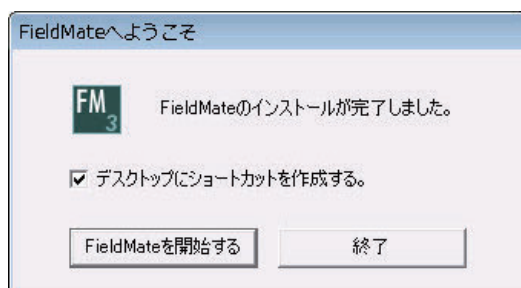 FieldMateへようこそ
FM
3
FieldMateのインストールが完了しました。
デスクトップにショートカットを作成する。
FieldMateを開始する
終了